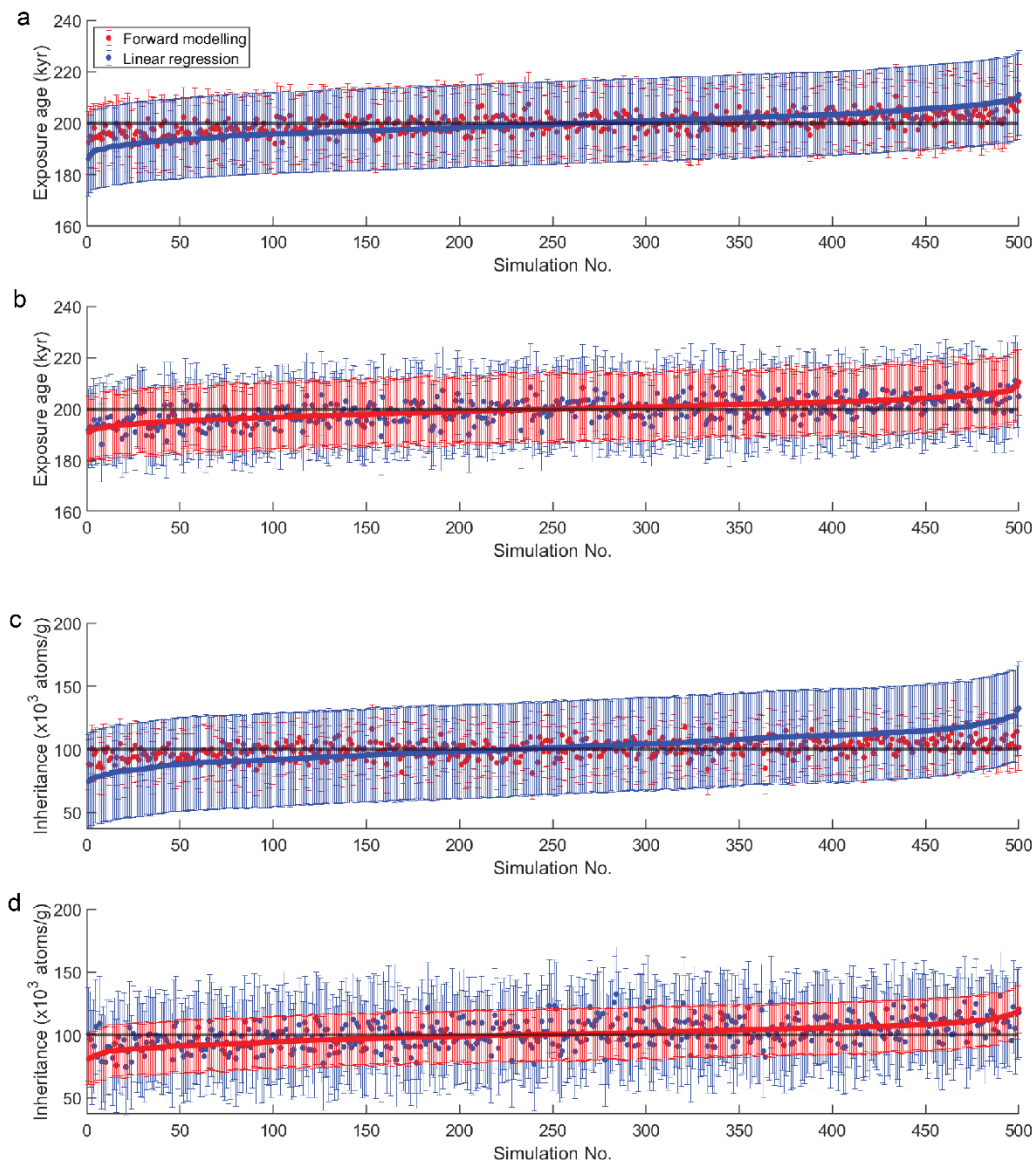 a
Exposure age (kyr)
240
220
200
180
160
Forward modelling
Linear regression
0 50 100 150 200 250 300 350 400 450 500
Simulation No.
b
Exposure age (kyr)
240
220
200
180
160
0 50 100 150 200 250 300 350 400 450 500
Simulation No.
c
Inheritance (x10³ atoms/g)
200
150
100
50
0 50 100 150 200 250 300 350 400 450 500
Simulation No.
d
Inheritance (x10³ atoms/g)
200
150
100
50
0 50 100 150 200 250 300 350 400 450 500
Simulation No.